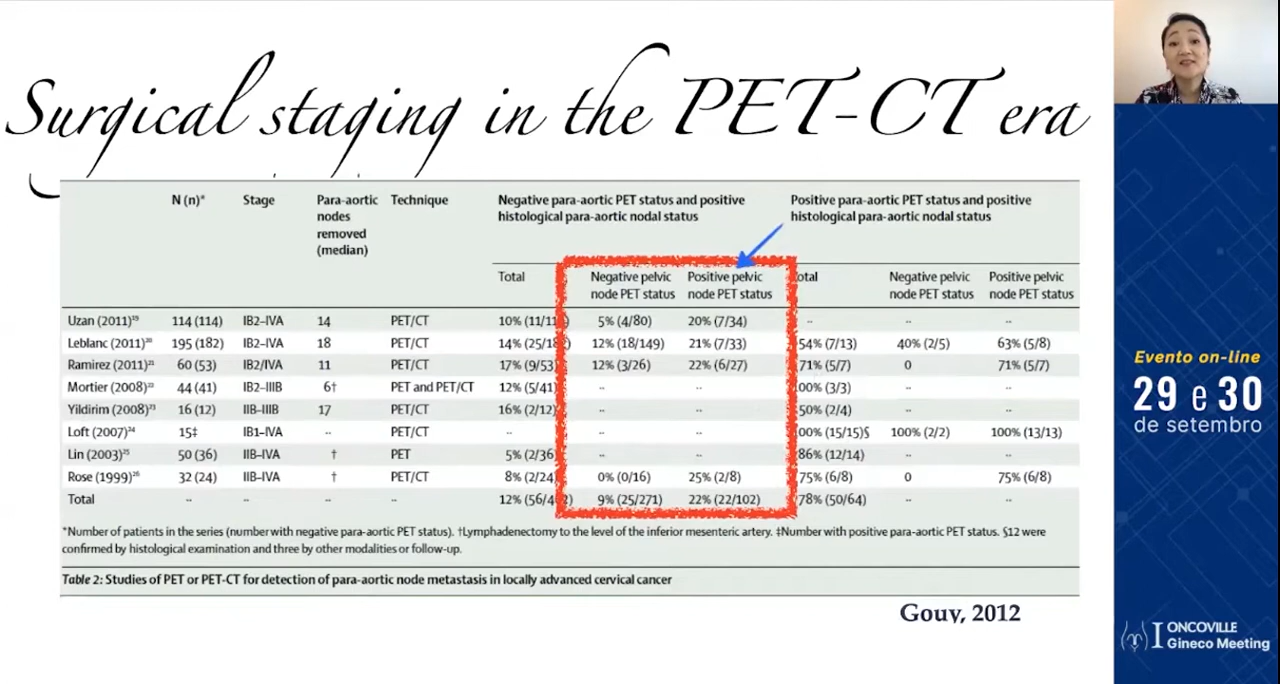 Surgical staging in the PET-CT era
N (n)* Stage Para-aortic nodes removed (median) Technique Negative para-aortic PET status and positive histological para-aortic nodal status Positive para-aortic PET status and positive histological para-aortic nodal status
Total Negative pelvic node PET status Positive pelvic node PET status otal Negative pelvic node PET status Positive pelvic node PET status
Uzan (2011)¹⁹ 114 (114) IB2–IVA 14 PET/CT 10% (11/11 5% (4/80) 20% (7/34) ·· ·· ··
Leblanc (2011)²⁰ 195 (182) IB2–IVA 18 PET/CT 14% (25/18 12% (18/149) 21% (7/33) 54% (7/13) 40% (2/5) 63% (5/8)
Ramirez (2011)²¹ 60 (53) IB2/IVA 11 PET/CT 17% (9/53) 12% (3/26) 22% (6/27) 71% (5/7) 0 71% (5/7)
Mortier (2008)²² 44 (41) IB2–IIIB 6† PET and PET/CT 12% (5/41) ·· ·· 00% (3/3) ·· ··
Yildirim (2008)²³ 16 (12) IIB–IIIB 17 PET/CT 16% (2/12) ·· ·· 50% (2/4) ·· ··
Loft (2007)²⁴ 15‡ IB1–IVA ·· PET/CT ·· ·· ·· 00% (15/15)§ 100% (2/2) 100% (13/13)
Lin (2003)²⁵ 50 (36) IIB–IVA † PET 5% (2/36) ·· ·· 86% (12/14) ·· ··
Rose (1999)²⁶ 32 (24) IIB–IVA † PET/CT 8% (2/24) 0% (0/16) 25% (2/8) 75% (6/8) 0 75% (6/8)
Total ·· ·· ·· ·· 12% (56/4 2) 9% (25/271) 22% (22/102) 78% (50/64) ·· ··
*Number of patients in the series (number with negative para-aortic PET status). †Lymphadenectomy to the level of the inferior mesenteric artery. ‡Number with positive para-aortic PET status. §12 were
confirmed by histological examination and three by other modalities or follow-up.
Table 2: Studies of PET or PET-CT for detection of para-aortic node metastasis in locally advanced cervical cancer
Gouy, 2012
Evento on-line
29 e 30
de setembro
I ONCOVILLE
Gineco Meeting